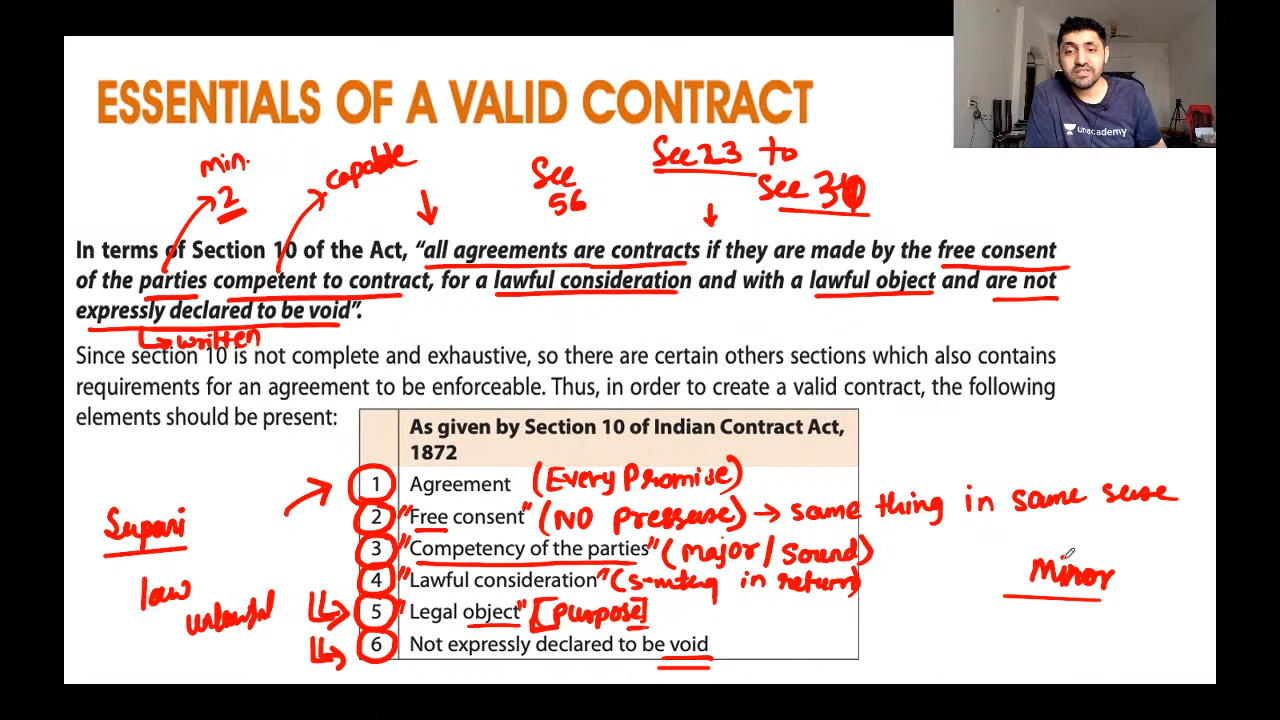 ESSENTIALS OF A VALID CONTRACT
unacademy
min.
2
capable
See
56
See 23 to
See 30
In terms of Section 10 of the Act, “all agreements are contracts if they are made by the free consent
of the parties competent to contract, for a lawful consideration and with a lawful object and are not
expressly declared to be void”.
written
Since section 10 is not complete and exhaustive, so there are certain others sections which also contains
requirements for an agreement to be enforceable. Thus, in order to create a valid contract, the following
elements should be present:
As given by Section 10 of Indian Contract Act,
1872
1 Agreement (Every Promise)
2 "Free consent" (NO Pressure) → same thing in same sense
3 "Competency of the parties" (Major/Sound)
4 "Lawful consideration" (s-mting in return)
5 "Legal object" [Purpose]
6 Not expressly declared to be void
Supari
law
unlawful
Minor